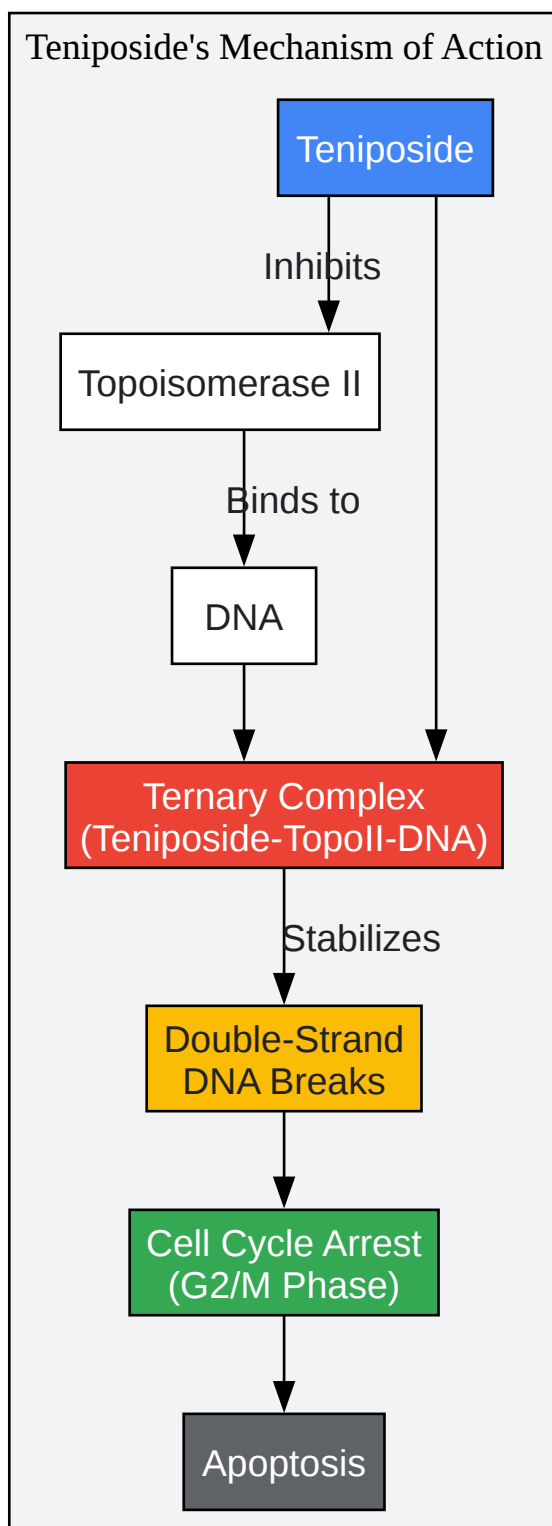 Teniposide's Mechanism of Action
Teniposide
Inhibits
Topoisomerase II
Binds to
DNA
Ternary Complex
(Teniposide-TopoII-DNA)
Stabilizes
Double-Strand
DNA Breaks
Cell Cycle Arrest
(G2/M Phase)
Apoptosis